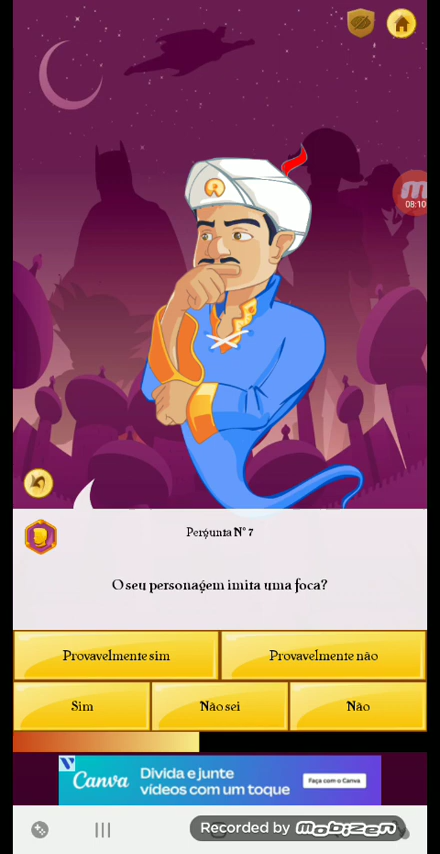 08:10
Pergunta N° 7
O seu personagem imita uma foca?
Provavelmente sim
Provavelmente não
Sim
Não sei
Não
Canva
Divida e junte
vídeos com um toque
Faça com o Canva
Recorded by mobizen